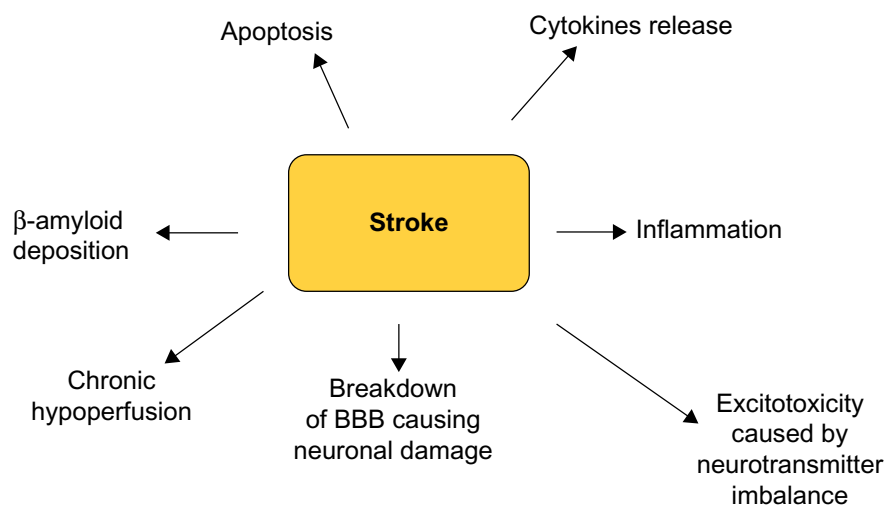 Apoptosis
Cytokines release
Stroke
β-amyloid
deposition
Inflammation
Chronic
hypoperfusion
Breakdown
of BBB causing
neuronal damage
Excitotoxicity
caused by
neurotransmitter
imbalance